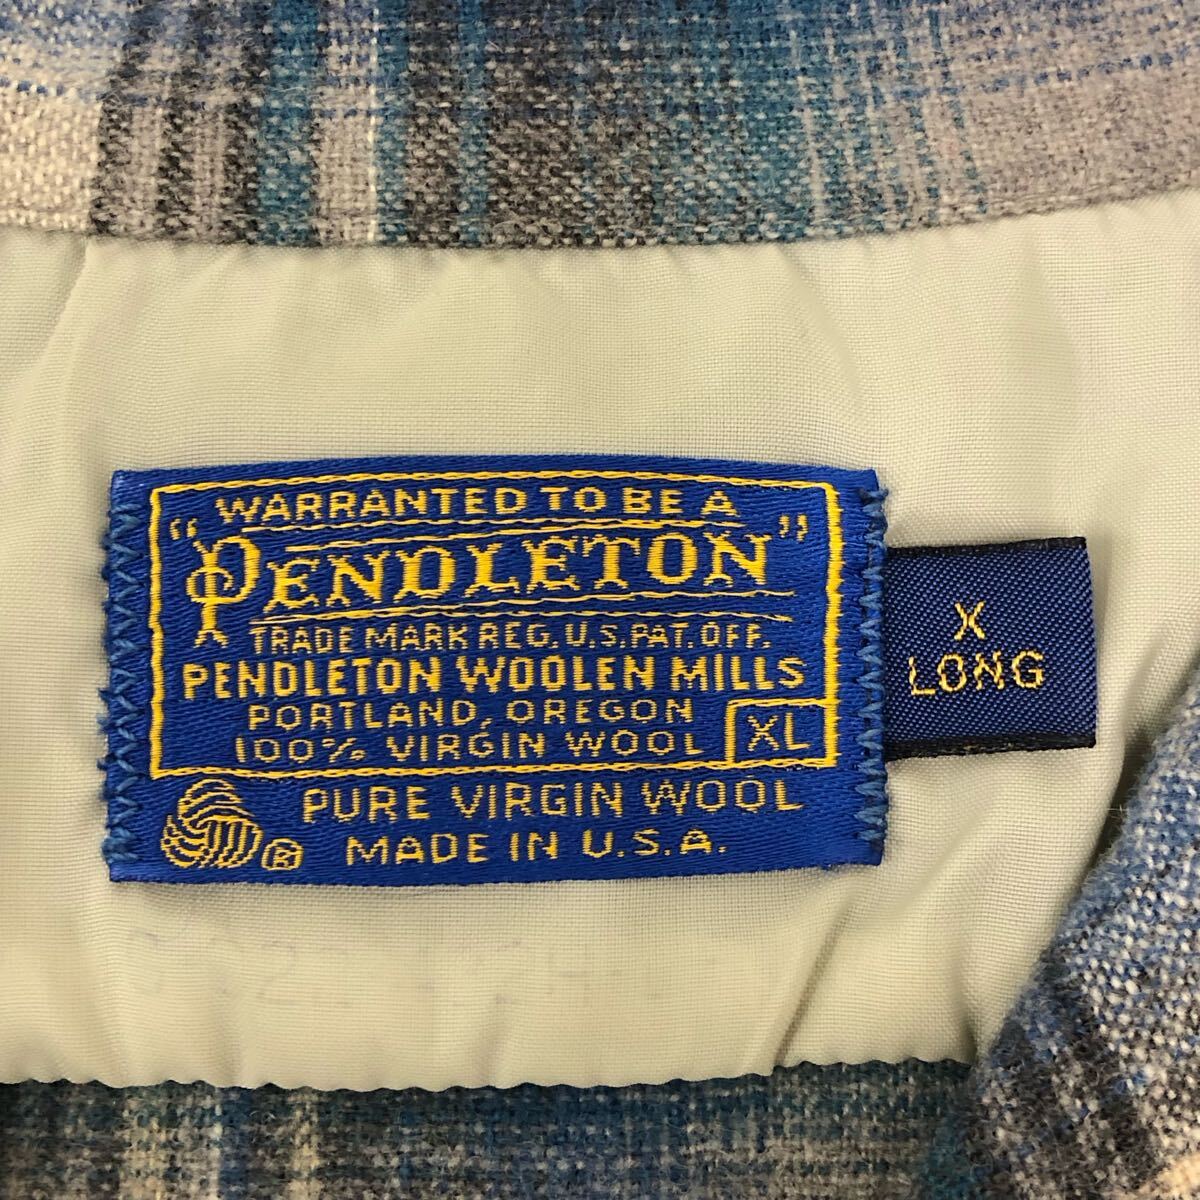 WARRANTED TO BE A
"PENDLETON"
TRADE MARK REG. U.S. PAT. OFF.
PENDLETON WOOLEN MILLS
PORTLAND, OREGON
100% VIRGIN WOOL XL
® PURE VIRGIN WOOL
MADE IN U.S.A.
X
LONG